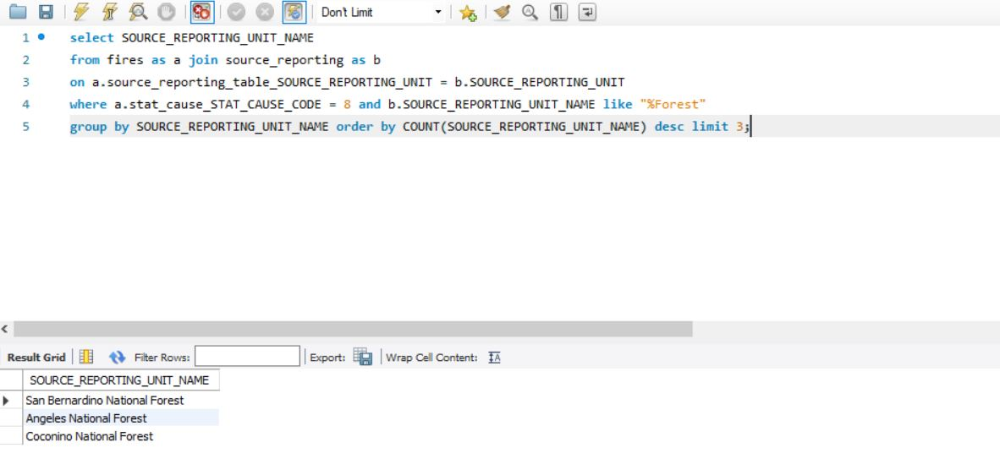 Don't Limit
1 select SOURCE_REPORTING_UNIT_NAME
2 from fires as a join source_reporting as b
3 on a.source_reporting_table_SOURCE_REPORTING_UNIT = b.SOURCE_REPORTING_UNIT
4 where a.stat_cause_STAT_CAUSE_CODE = 8 and b.SOURCE_REPORTING_UNIT_NAME like "%Forest"
5 group by SOURCE_REPORTING_UNIT_NAME order by COUNT(SOURCE_REPORTING_UNIT_NAME) desc limit 3;
Result Grid Filter Rows: Export: Wrap Cell Content:
SOURCE_REPORTING_UNIT_NAME
San Bernardino National Forest
Angeles National Forest
Coconino National Forest